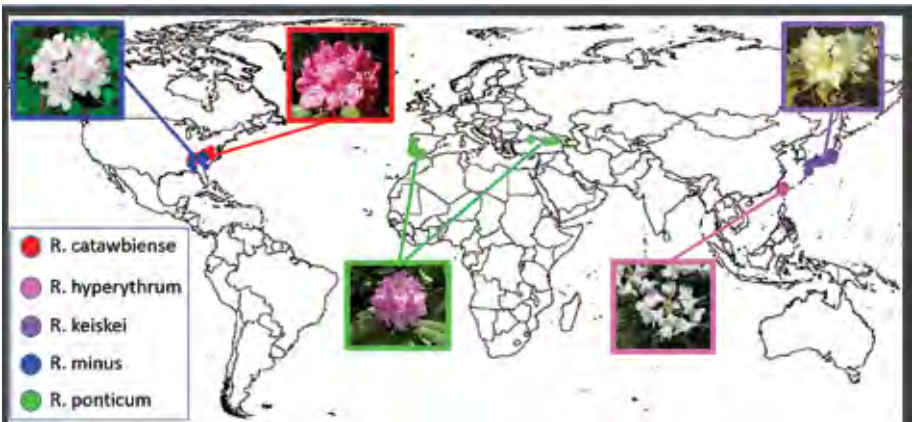 R. catawbiense
R. hyperythrum
R. keiskei
R. minus
R. ponticum